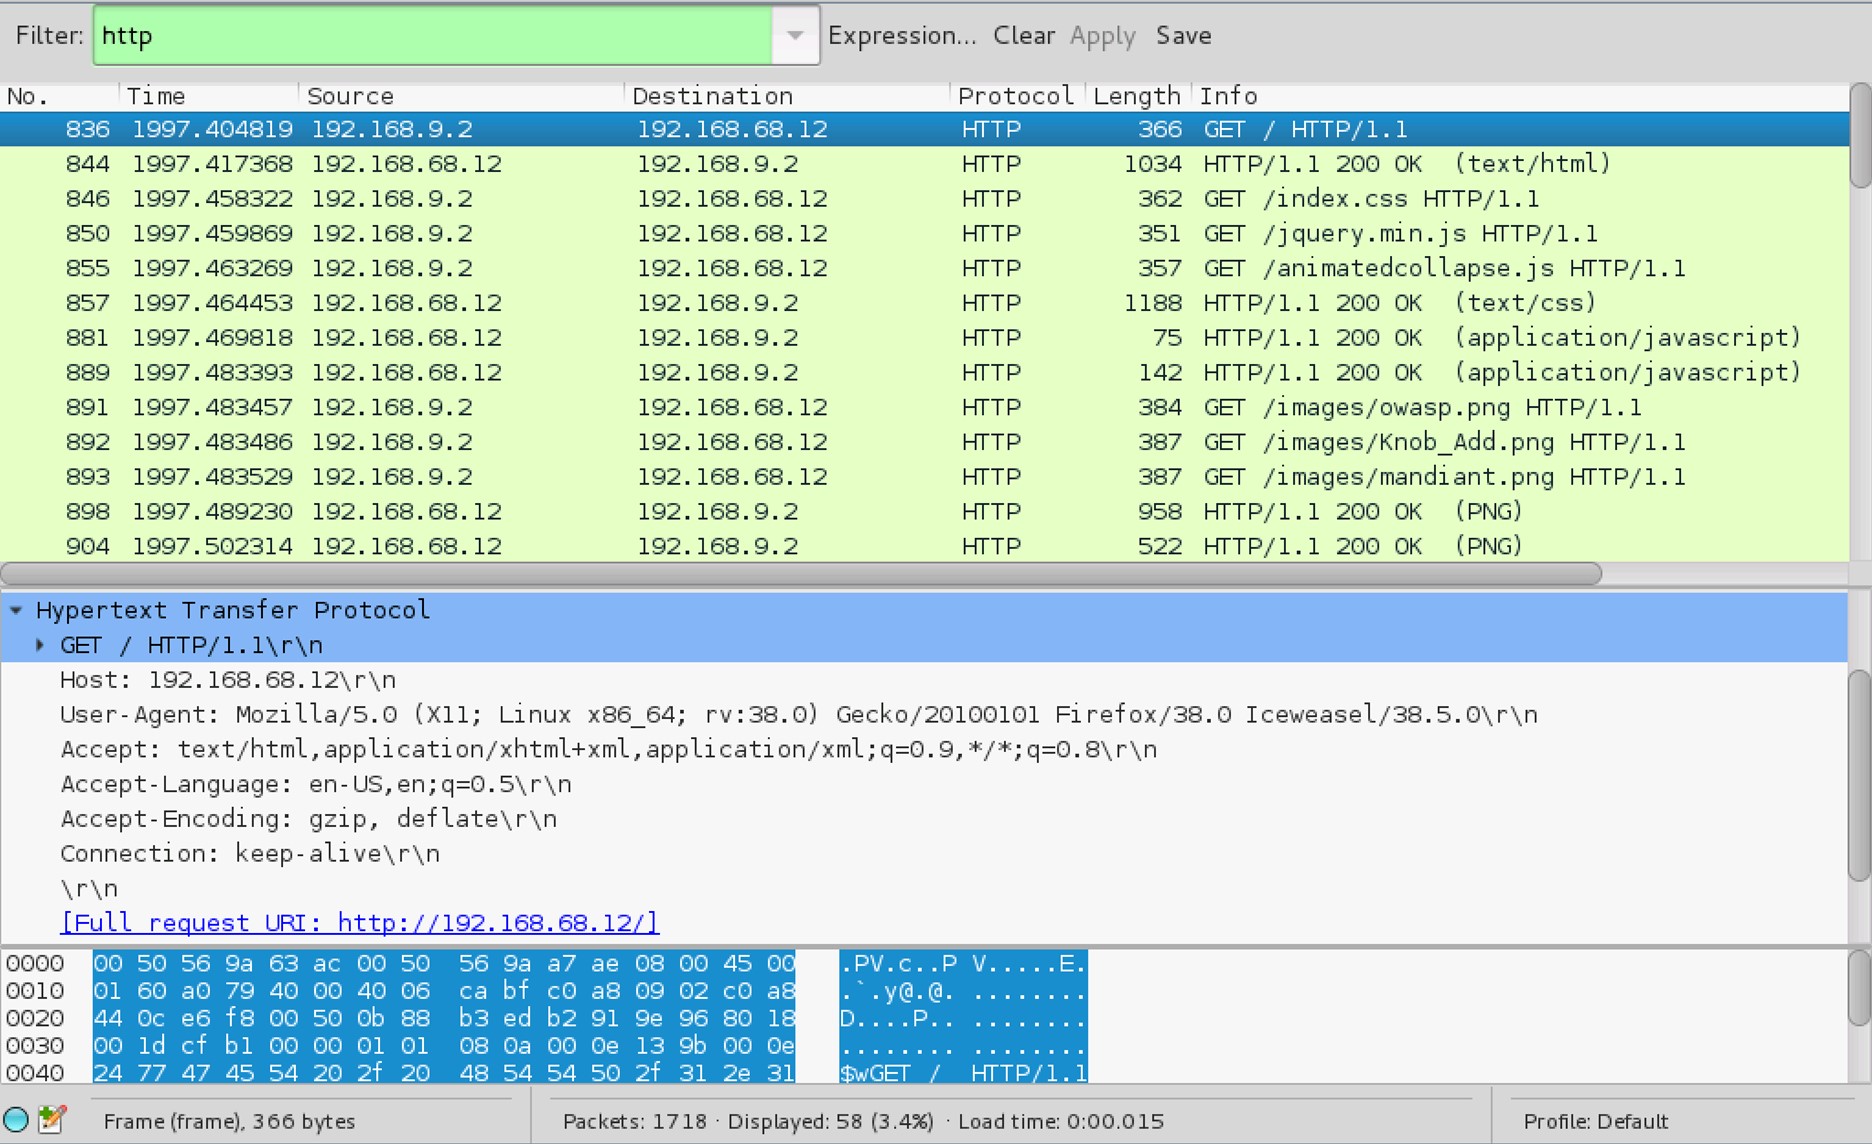 Filter: http Expression... Clear Apply Save
No. Time Source Destination Protocol Length Info
836 1997.404819 192.168.9.2 192.168.68.12 HTTP 366 GET / HTTP/1.1
844 1997.417368 192.168.68.12 192.168.9.2 HTTP 1034 HTTP/1.1 200 OK (text/html)
846 1997.458322 192.168.9.2 192.168.68.12 HTTP 362 GET /index.css HTTP/1.1
850 1997.459869 192.168.9.2 192.168.68.12 HTTP 351 GET /jquery.min.js HTTP/1.1
855 1997.463269 192.168.9.2 192.168.68.12 HTTP 357 GET /animatedcollapse.js HTTP/1.1
857 1997.464453 192.168.68.12 192.168.9.2 HTTP 1188 HTTP/1.1 200 OK (text/css)
881 1997.469818 192.168.68.12 192.168.9.2 HTTP 75 HTTP/1.1 200 OK (application/javascript)
889 1997.483393 192.168.68.12 192.168.9.2 HTTP 142 HTTP/1.1 200 OK (application/javascript)
891 1997.483457 192.168.9.2 192.168.68.12 HTTP 384 GET /images/owasp.png HTTP/1.1
892 1997.483486 192.168.9.2 192.168.68.12 HTTP 387 GET /images/Knob_Add.png HTTP/1.1
893 1997.483529 192.168.9.2 192.168.68.12 HTTP 387 GET /images/mandiant.png HTTP/1.1
898 1997.489230 192.168.68.12 192.168.9.2 HTTP 958 HTTP/1.1 200 OK (PNG)
904 1997.502314 192.168.68.12 192.168.9.2 HTTP 522 HTTP/1.1 200 OK (PNG)
Hypertext Transfer Protocol
GET / HTTP/1.1\r\n
Host: 192.168.68.12\r\n
User-Agent: Mozilla/5.0 (X11; Linux x86_64; rv:38.0) Gecko/20100101 Firefox/38.0 Iceweasel/38.5.0\r\n
Accept: text/html,application/xhtml+xml,application/xml;q=0.9,*/*;q=0.8\r\n
Accept-Language: en-US,en;q=0.5\r\n
Accept-Encoding: gzip, deflate\r\n
Connection: keep-alive\r\n
\r\n
[Full request URI: http://192.168.68.12/]
0000 00 50 56 9a 63 ac 00 50 56 9a a7 ae 08 00 45 00 .PV.c..P V.....E.
0010 01 60 a0 79 40 00 40 06 ca bf c0 a8 09 02 c0 a8 .`.y@.@. ........
0020 44 0c e6 f8 00 50 0b 88 b3 ed b2 91 9e 96 80 18 D....P.. ........
0030 00 1d cf b1 00 00 01 01 08 0a 00 0e 13 9b 00 0e ........ ........
0040 24 77 47 45 54 20 2f 20 48 54 54 50 2f 31 2e 31 $wGET / HTTP/1.1
Frame (frame), 366 bytes Packets: 1718 · Displayed: 58 (3.4%) · Load time: 0:00.015 Profile: Default